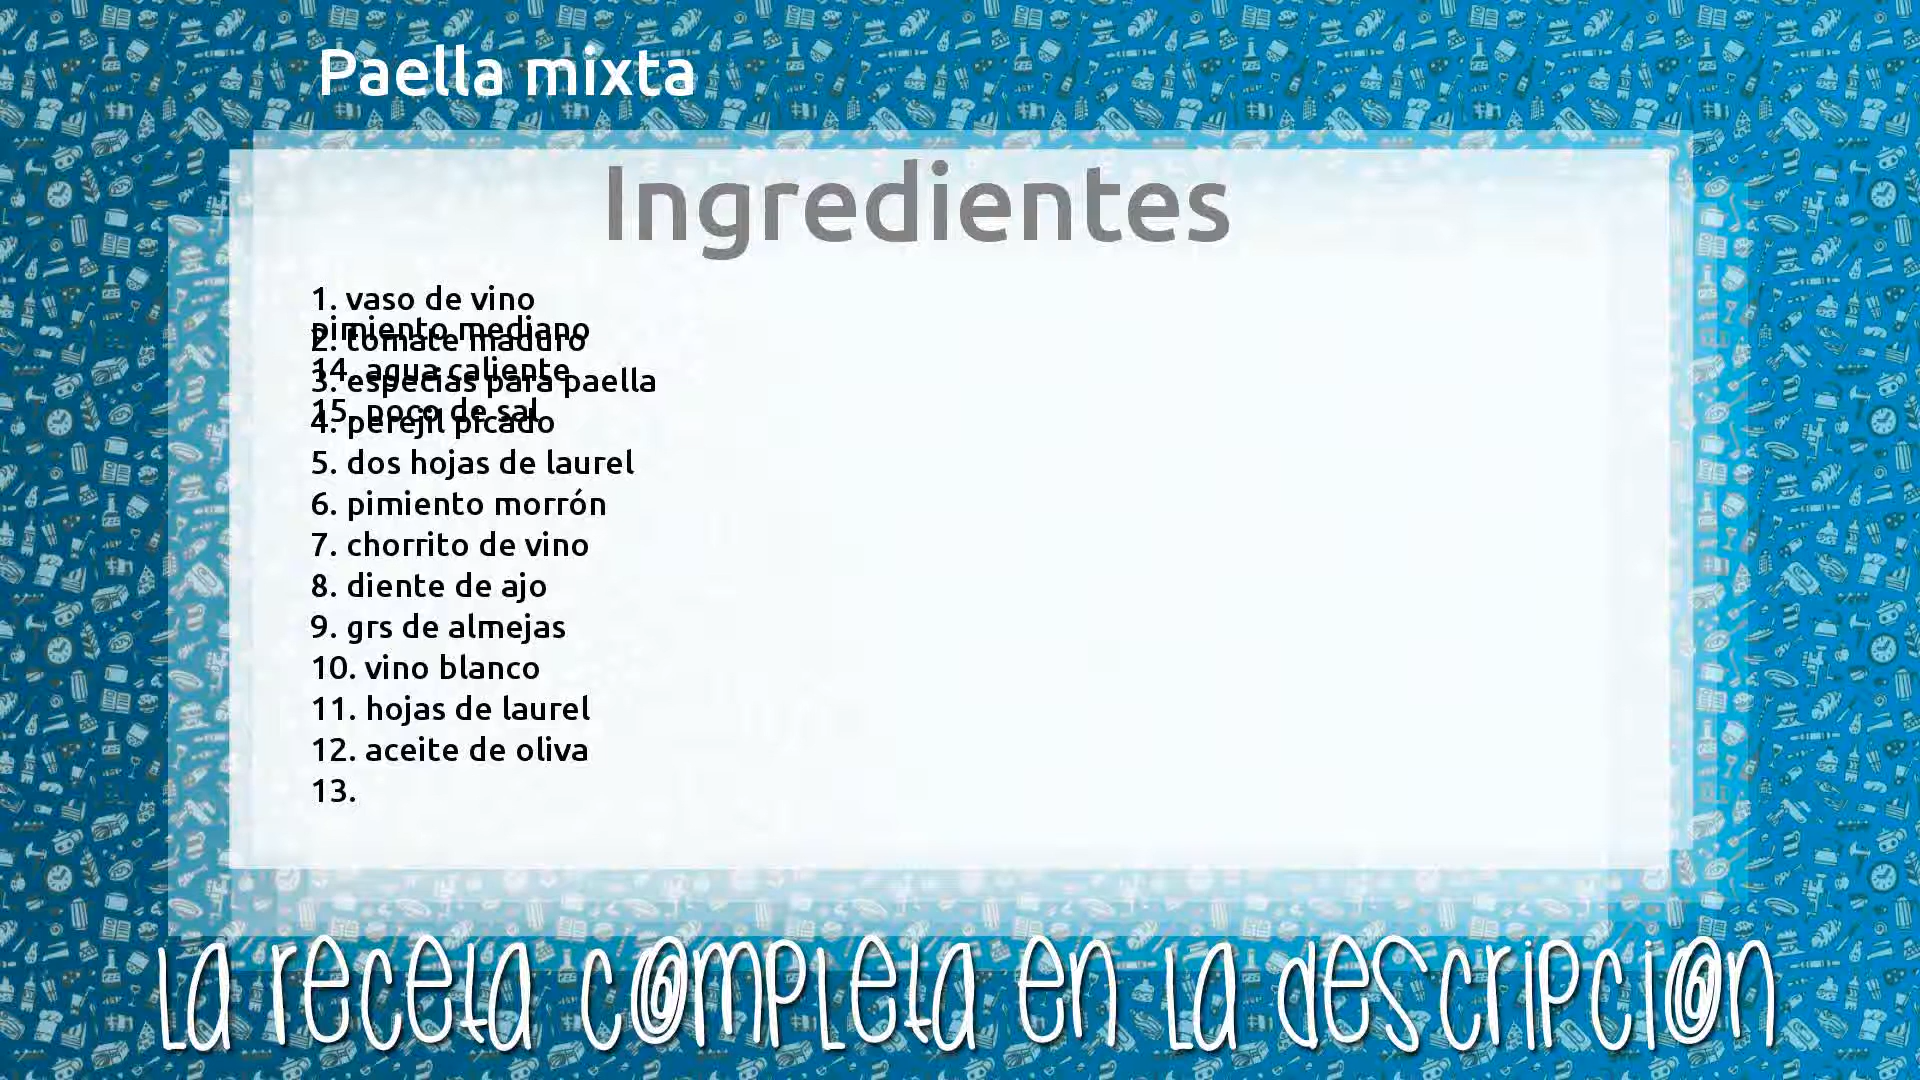 Paella mixta
Ingredientes
1. vaso de vino
pimiento mediano
2. tomate maduro
14. agua caliente
3. especias para paella
15. poco de sal
4. perejil picado
5. dos hojas de laurel
6. pimiento morrón
7. chorrito de vino
8. diente de ajo
9. grs de almejas
10. vino blanco
11. hojas de laurel
12. aceite de oliva
13.
La receta c@mpleta en la descripci@n